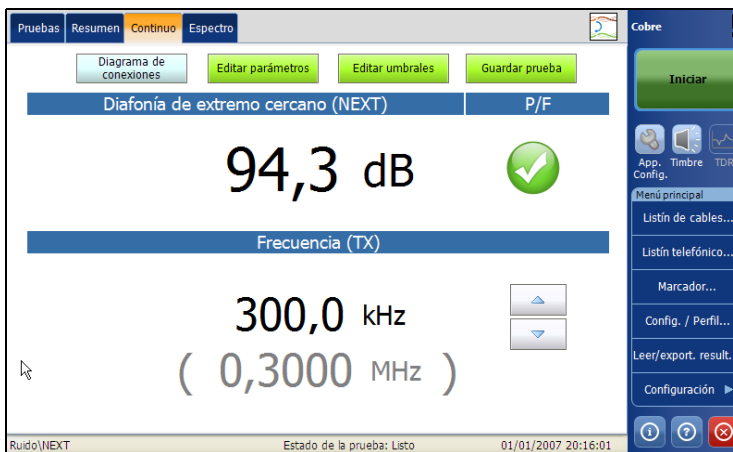 Pruebas Resumen Continuo Espectro
Diagrama de
conexiones
Editar parámetros
Editar umbrales
Guardar prueba
Diafonía de extremo cercano (NEXT) P/F
94,3 dB
Frecuencia (TX)
300,0 kHz
( 0,3000 MHz )
Ruido\NEXT Estado de la prueba: Listo 01/01/2007 20:16:01
Cobre
Iniciar
App.
Config.
Timbre
TDR
Menú principal
Listín de cables...
Listín telefónico...
Marcador...
Config. / Perfil...
Leer/export. result.
Configuración